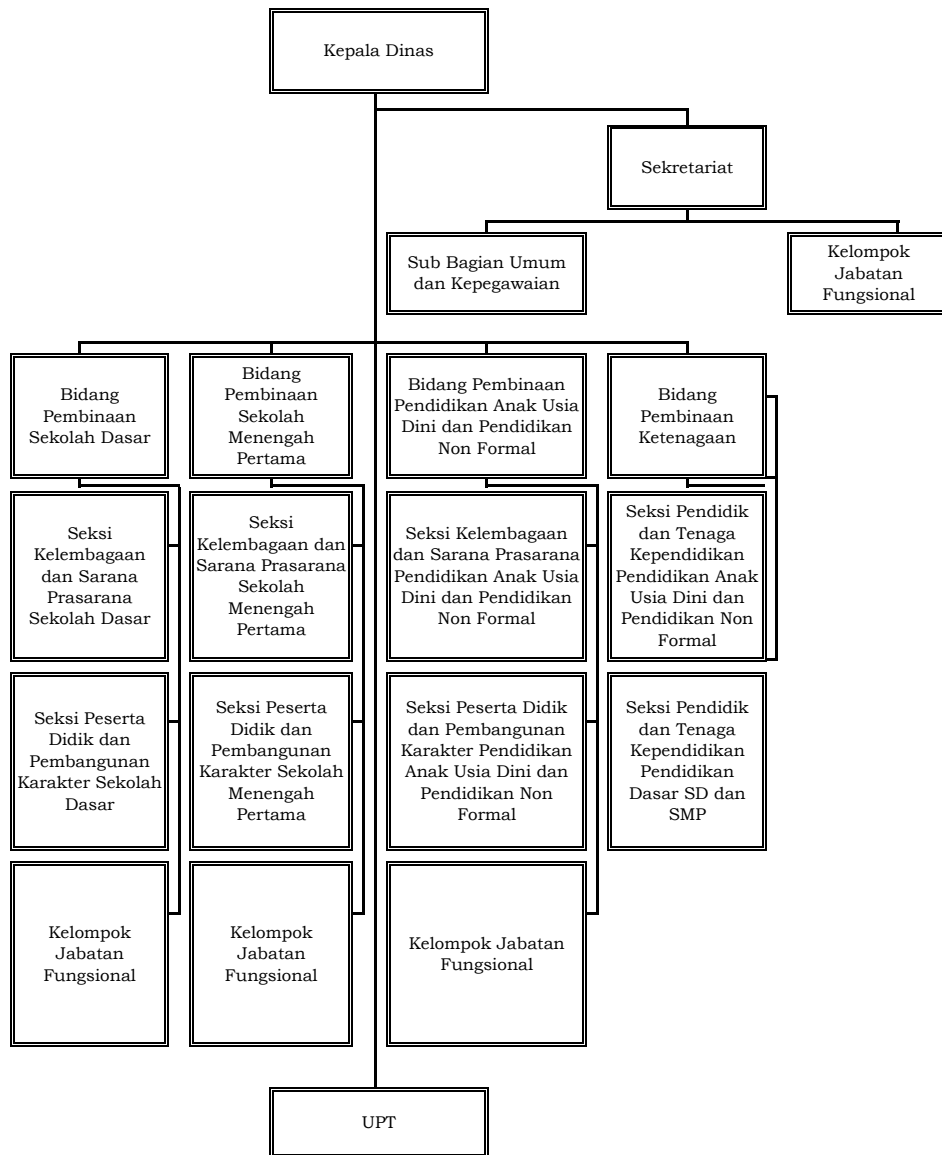 Kepala Dinas
Sekretariat
Sub Bagian Umum
dan Kepegawaian
Kelompok
Jabatan
Fungsional
Bidang
Pembinaan
Sekolah Dasar
Bidang
Pembinaan
Sekolah
Menengah
Pertama
Bidang Pembinaan
Pendidikan Anak Usia
Dini dan Pendidikan
Non Formal
Bidang
Pembinaan
Ketenagaan
Seksi
Kelembagaan
dan Sarana
Prasarana
Sekolah Dasar
Seksi
Kelembagaan dan
Sarana Prasarana
Sekolah
Menengah
Pertama
Seksi Kelembagaan
dan Sarana Prasarana
Pendidikan Anak Usia
Dini dan Pendidikan
Non Formal
Seksi Pendidik
dan Tenaga
Kependidikan
Pendidikan Anak
Usia Dini dan
Pendidikan Non
Formal
Seksi Peserta
Didik dan
Pembangunan
Karakter Sekolah
Dasar
Seksi Peserta
Didik dan
Pembangunan
Karakter Sekolah
Menengah
Pertama
Seksi Peserta Didik
dan Pembangunan
Karakter Pendidikan
Anak Usia Dini dan
Pendidikan Non
Formal
Seksi Pendidik
dan Tenaga
Kependidikan
Pendidikan
Dasar SD dan
SMP
Kelompok
Jabatan
Fungsional
Kelompok
Jabatan
Fungsional
Kelompok Jabatan
Fungsional
UPT